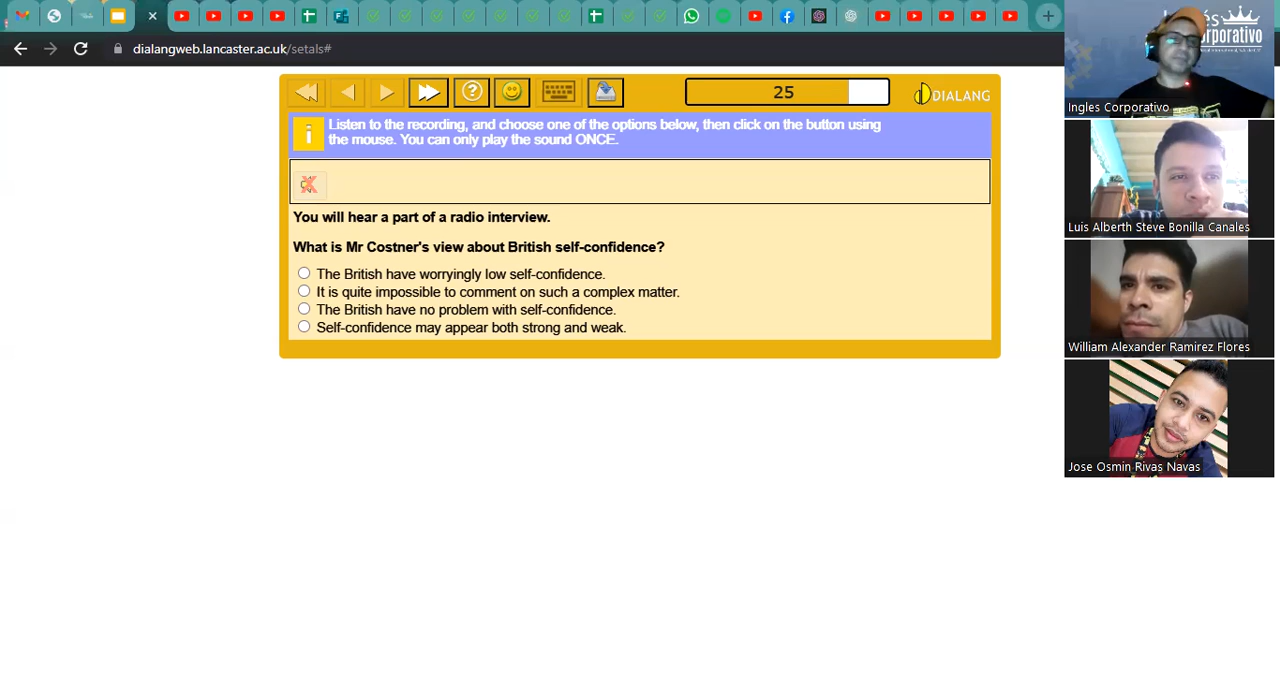 dialangweb.lancaster.ac.uk/setals#
25
DIALANG
i
Listen to the recording, and choose one of the options below, then click on the button using
the mouse. You can only play the sound ONCE.
You will hear a part of a radio interview.
What is Mr Costner's view about British self-confidence?
The British have worryingly low self-confidence.
It is quite impossible to comment on such a complex matter.
The British have no problem with self-confidence.
Self-confidence may appear both strong and weak.
Ingles Corporativo
Luis Alberth Steve Bonilla Canales
William Alexander Ramirez Flores
Jose Osmin Rivas Navas